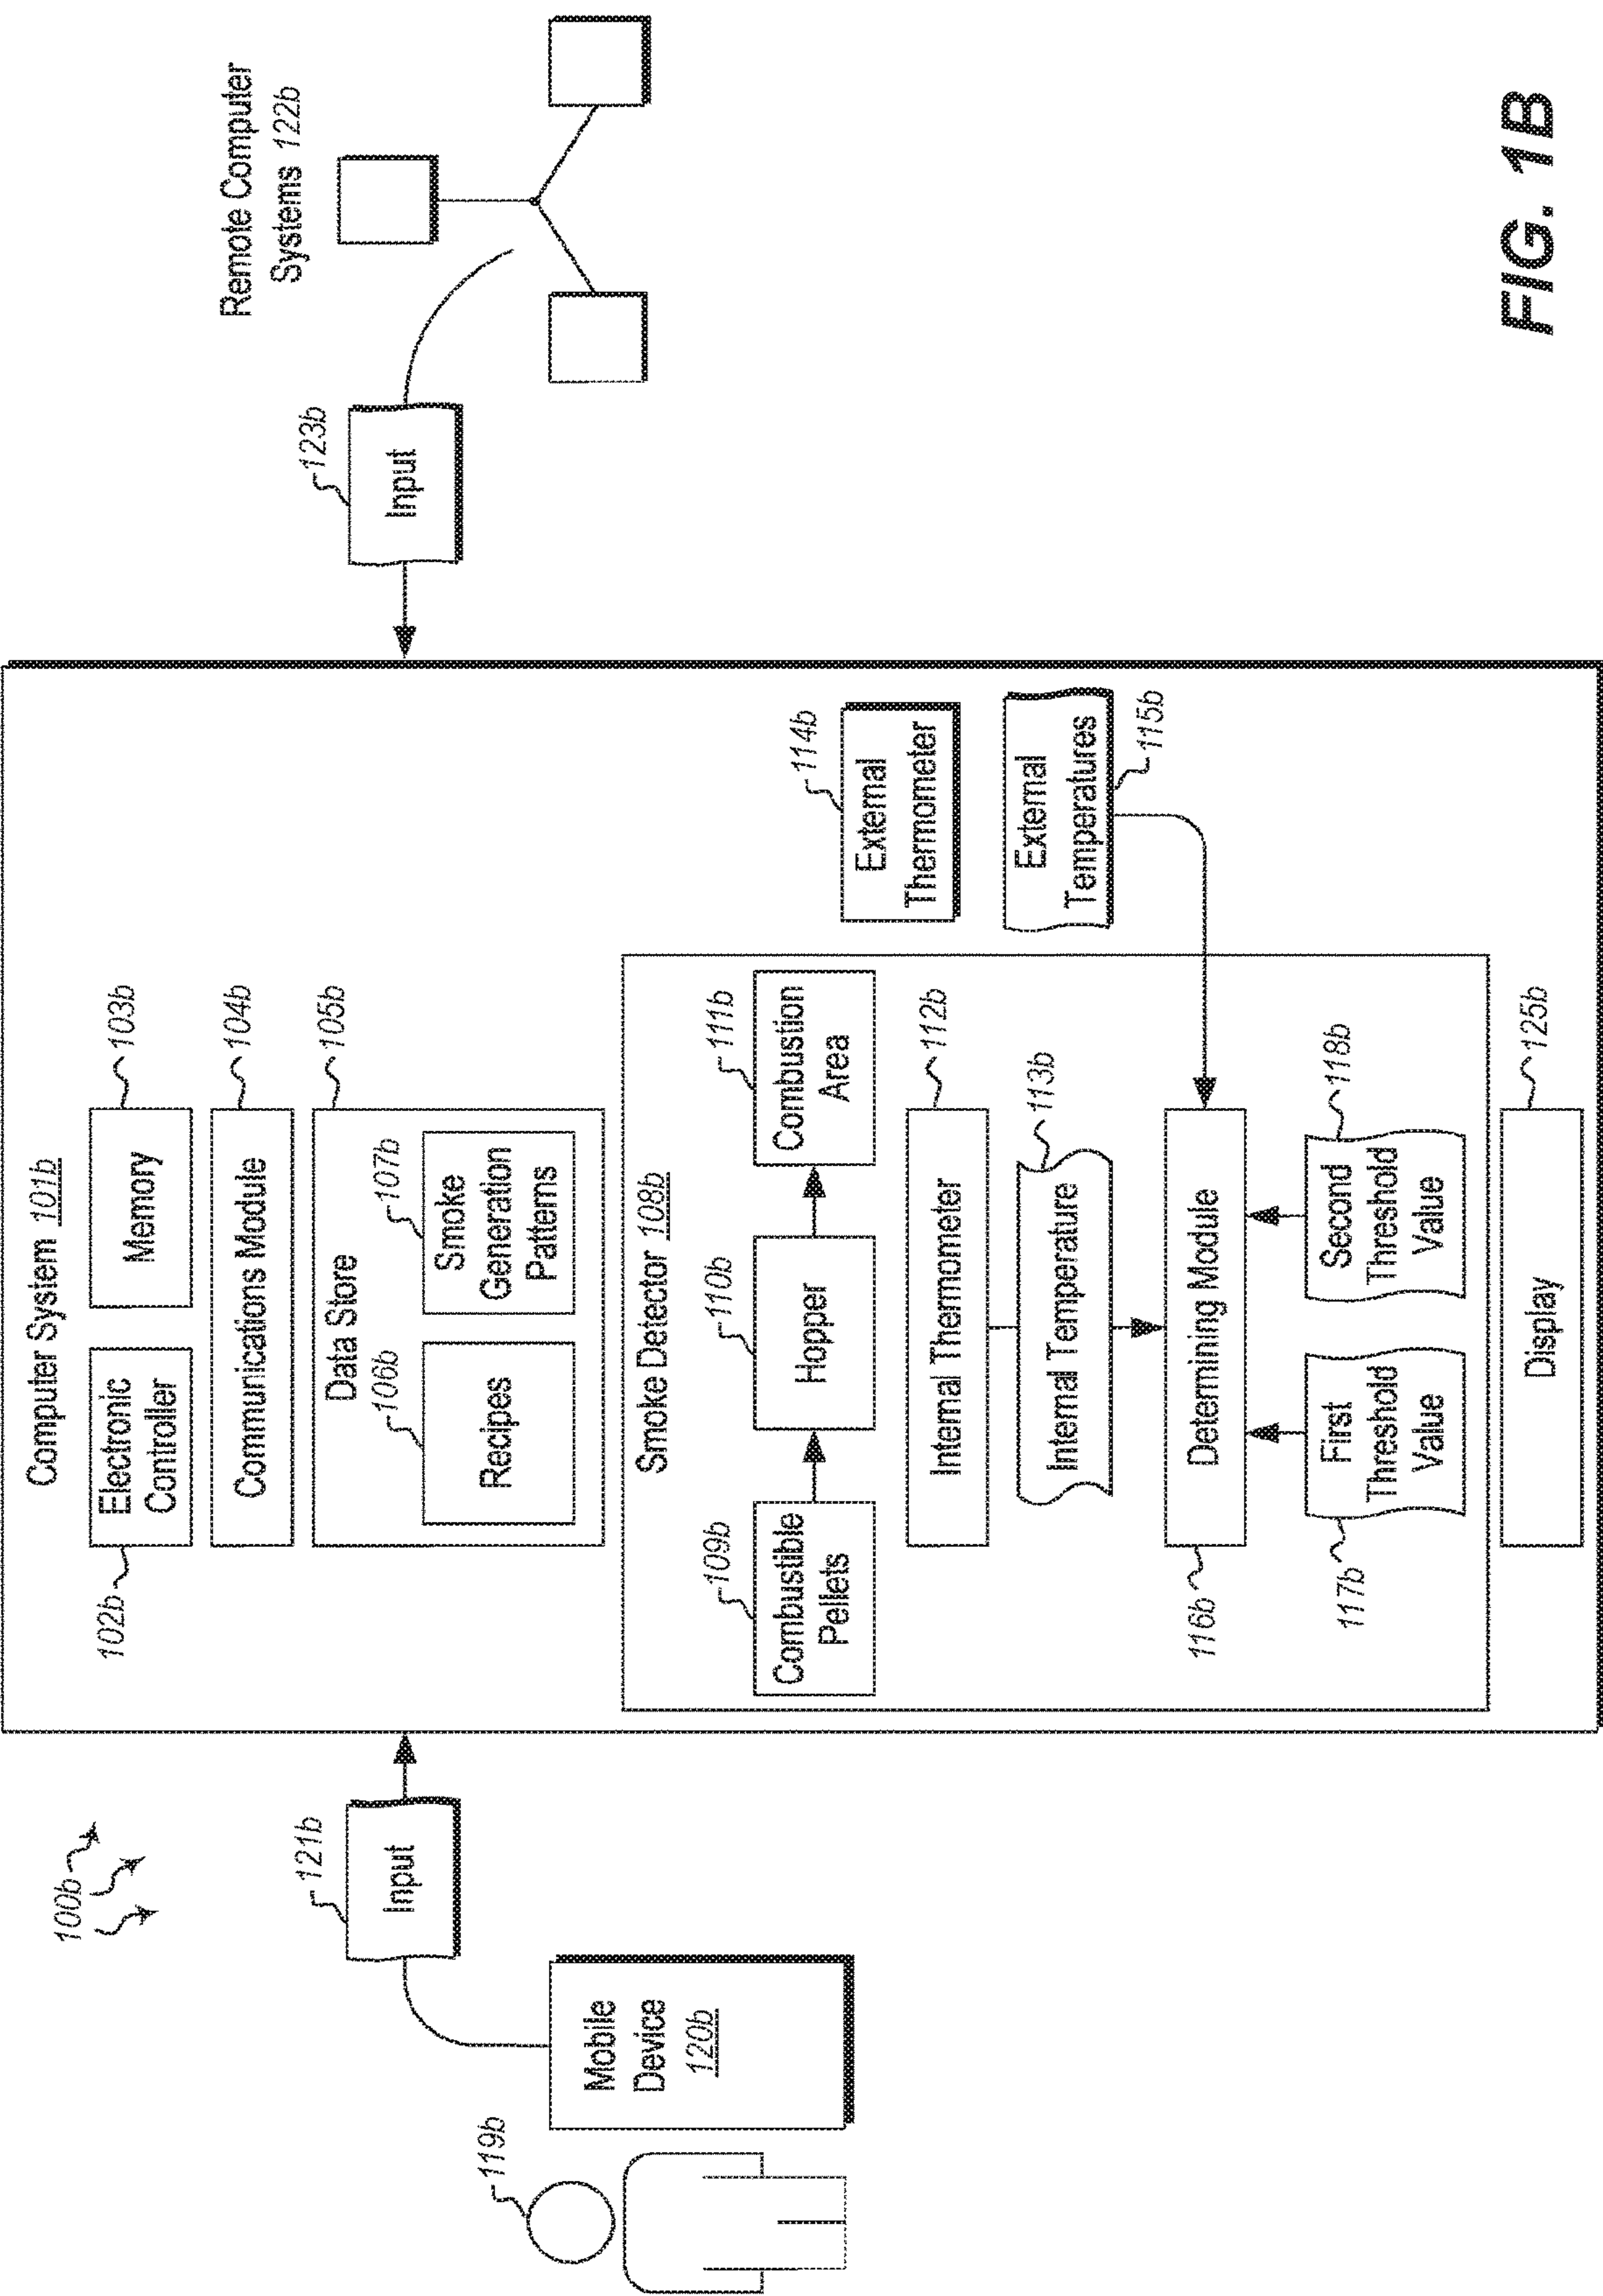 100b
Computer System 101b
102b
Electronic
Controller
Memory
103b
Communications Module
104b
Data Store
105b
106b
Recipes
107b
Smoke
Generation
Patterns
Smoke Detector 108b
109b
Combustible
Pellets
110b
Hopper
111b
Combustion
Area
Internal Thermometer
112b
Internal Temperature
113b
114b
External
Thermometer
External
Temperatures
115b
116b
Determining Module
117b
First
Threshold
Value
Second
Threshold
Value
118b
Display
125b
119b
Mobile
Device
120b
121b
Input
Remote Computer
Systems 122b
123b
Input
FIG. 1B